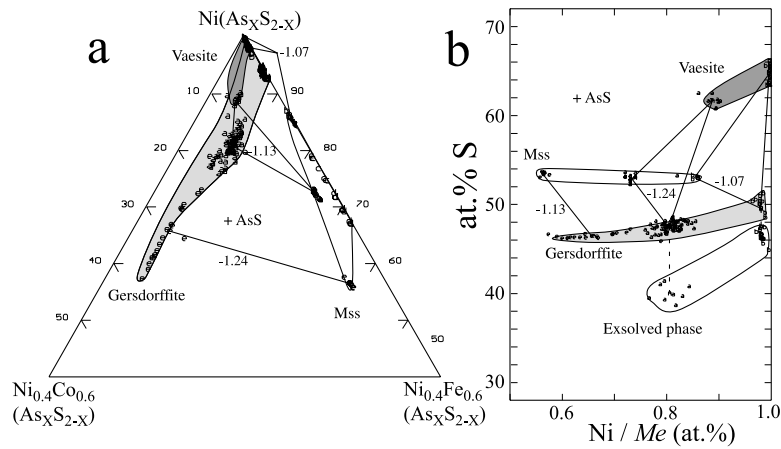 a
Ni(AsXS2-X)
Vaesite
-1.07
10
90
20
80
-1.13
30
70
+ AsS
40
60
-1.24
Gersdorffite
Mss
50
50
Ni0.4Co0.6
(AsXS2-X)
Ni0.4Fe0.6
(AsXS2-X)
b
at.% S
70
60
50
40
30
Vaesite
+ AsS
Mss
-1.24
-1.07
-1.13
Gersdorffite
Exsolved phase
0.6
0.8
1.0
Ni / Me (at.%)